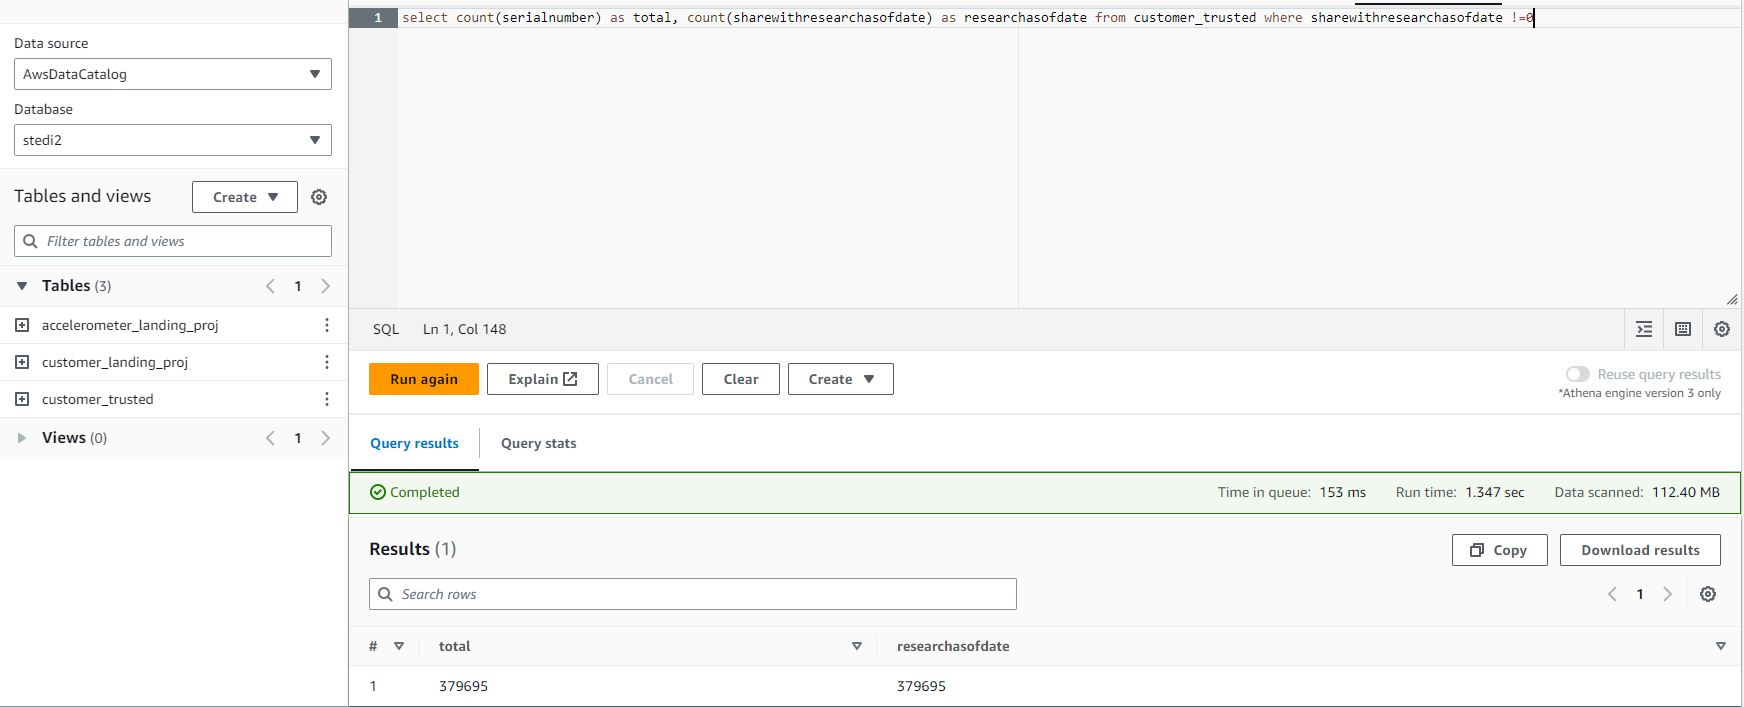 Data source
AwsDataCatalog
Database
stedi2
Tables and views
Create
Filter tables and views
Tables (3)
1
accelerometer_landing_proj
customer_landing_proj
customer_trusted
Views (0)
1
1 select count(serialnumber) as total, count(sharewithresearchasofdate) as researchasofdate from customer_trusted where sharewithresearchasofdate !=0
SQL Ln 1, Col 148
Run again Explain Cancel Clear Create
Reuse query results
*Athena engine version 3 only
Query results Query stats
Completed Time in queue: 153 ms Run time: 1.347 sec Data scanned: 112.40 MB
Results (1) Copy Download results
Search rows 1
# total researchasofdate
1 379695 379695